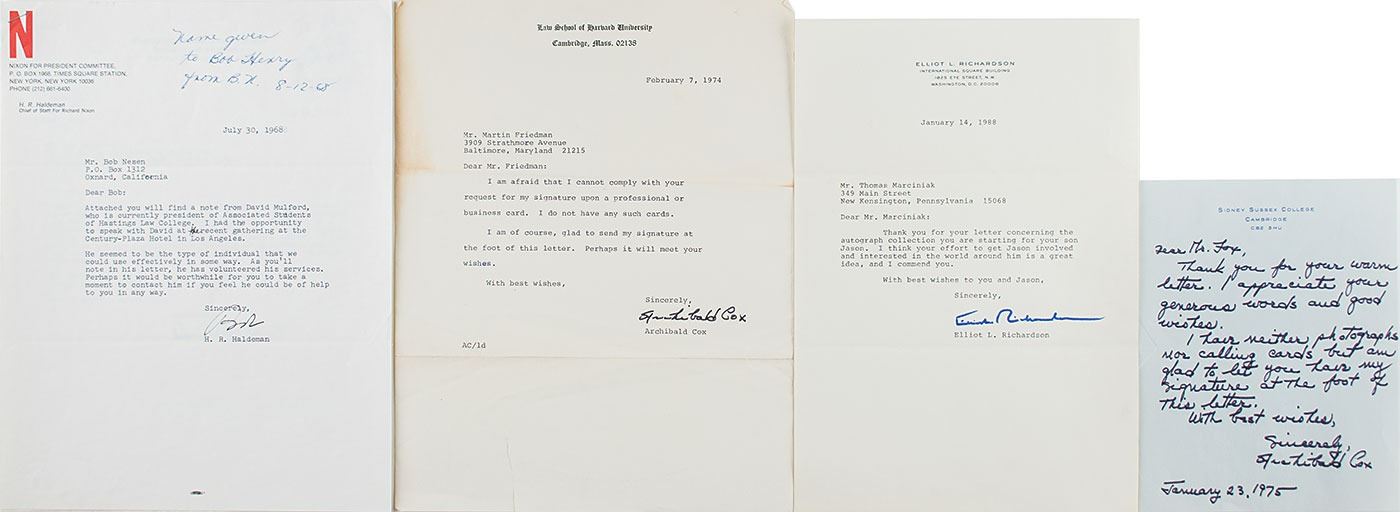 N
NIXON FOR PRESIDENT COMMITTEE,
P. O. BOX 1968, TIMES SQUARE STATION,
NEW YORK, NEW YORK 10036
PHONE (212) 661-6400
H. R. Haldeman
Chief of Staff For Richard Nixon
Name given
to Bob Henry
from B.N.
8-12-68
July 30, 1968
Mr. Bob Nesen
P.O. Box 1312
Oxnard, California
Dear Bob:
Attached you will find a note from David Mulford,
who is currently president of Associated Students
of Hastings Law College. I had the opportunity
to speak with David at the recent gathering at the
Century-Plaza Hotel in Los Angeles.
He seemed to be the type of individual that we
could use effectively in some way. As you'll
note in his letter, he has volunteered his services.
Perhaps it would be worthwhile for you to take a
moment to contact him if you feel he could be of help
to you in any way.
Sincerely,
H. R. Haldeman
Law School of Harvard University
Cambridge, Mass. 02138
February 7, 1974
Mr. Martin Friedman
3909 Strathmore Avenue
Baltimore, Maryland 21215
Dear Mr. Friedman:
I am afraid that I cannot comply with your
request for my signature upon a professional or
business card. I do not have any such cards.
I am of course, glad to send my signature at
the foot of this letter. Perhaps it will meet your
wishes.
With best wishes,
Sincerely,
Archibald Cox
Archibald Cox
AC/ld
ELLIOT L. RICHARDSON
INTERNATIONAL SQUARE BUILDING
1825 EYE STREET, N.W.
WASHINGTON, D.C. 20006
January 14, 1988
Mr. Thomas Marciniak
349 Main Street
New Kensington, Pennsylvania 15068
Dear Mr. Marciniak:
Thank you for your letter concerning the
autograph collection you are starting for your son
Jason. I think your effort to get Jason involved
and interested in the world around him is a great
idea, and I commend you.
With best wishes to you and Jason,
Sincerely,
Elliot Richardson
Elliot L. Richardson
SIDNEY SUSSEX COLLEGE
CAMBRIDGE
CB2 3HU
Dear Mr. Fox,
Thank you for your warm
letter. I appreciate your
generous words and good
wishes.
I have neither photographs
nor calling cards but am
glad to let you have my
signature at the foot of
this letter.
With best wishes,
Sincerely,
Archibald Cox
January 23, 1975